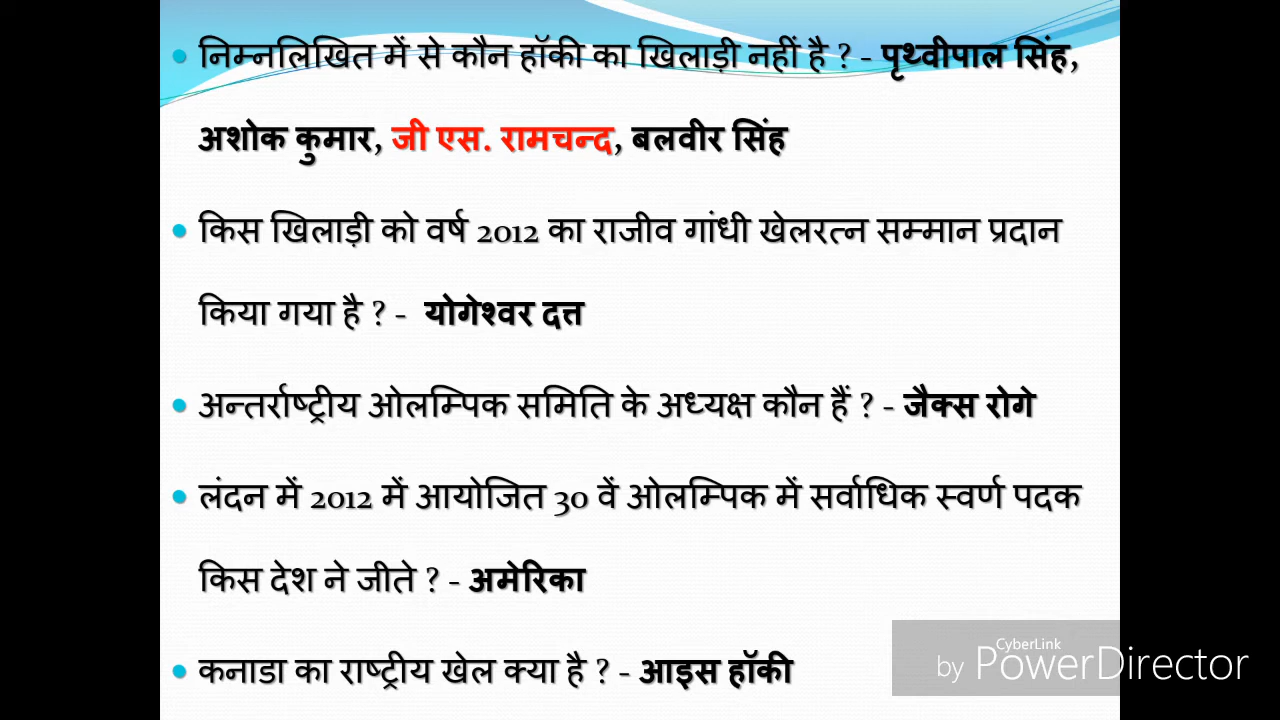 • निम्नलिखित में से कौन हॉकी का खिलाड़ी नहीं है ? - पृथ्वीपाल सिंह,
अशोक कुमार, जी एस. रामचन्द, बलवीर सिंह
• किस खिलाड़ी को वर्ष 2012 का राजीव गांधी खेलरत्न सम्मान प्रदान
किया गया है ? - योगेश्वर दत्त
• अन्तर्राष्ट्रीय ओलम्पिक समिति के अध्यक्ष कौन हैं ? - जैक्स रोगे
• लंदन में 2012 में आयोजित 30 वें ओलम्पिक में सर्वाधिक स्वर्ण पदक
किस देश ने जीते ? - अमेरिका
• कनाडा का राष्ट्रीय खेल क्या है ? - आइस हॉकी
CyberLink
by PowerDirector